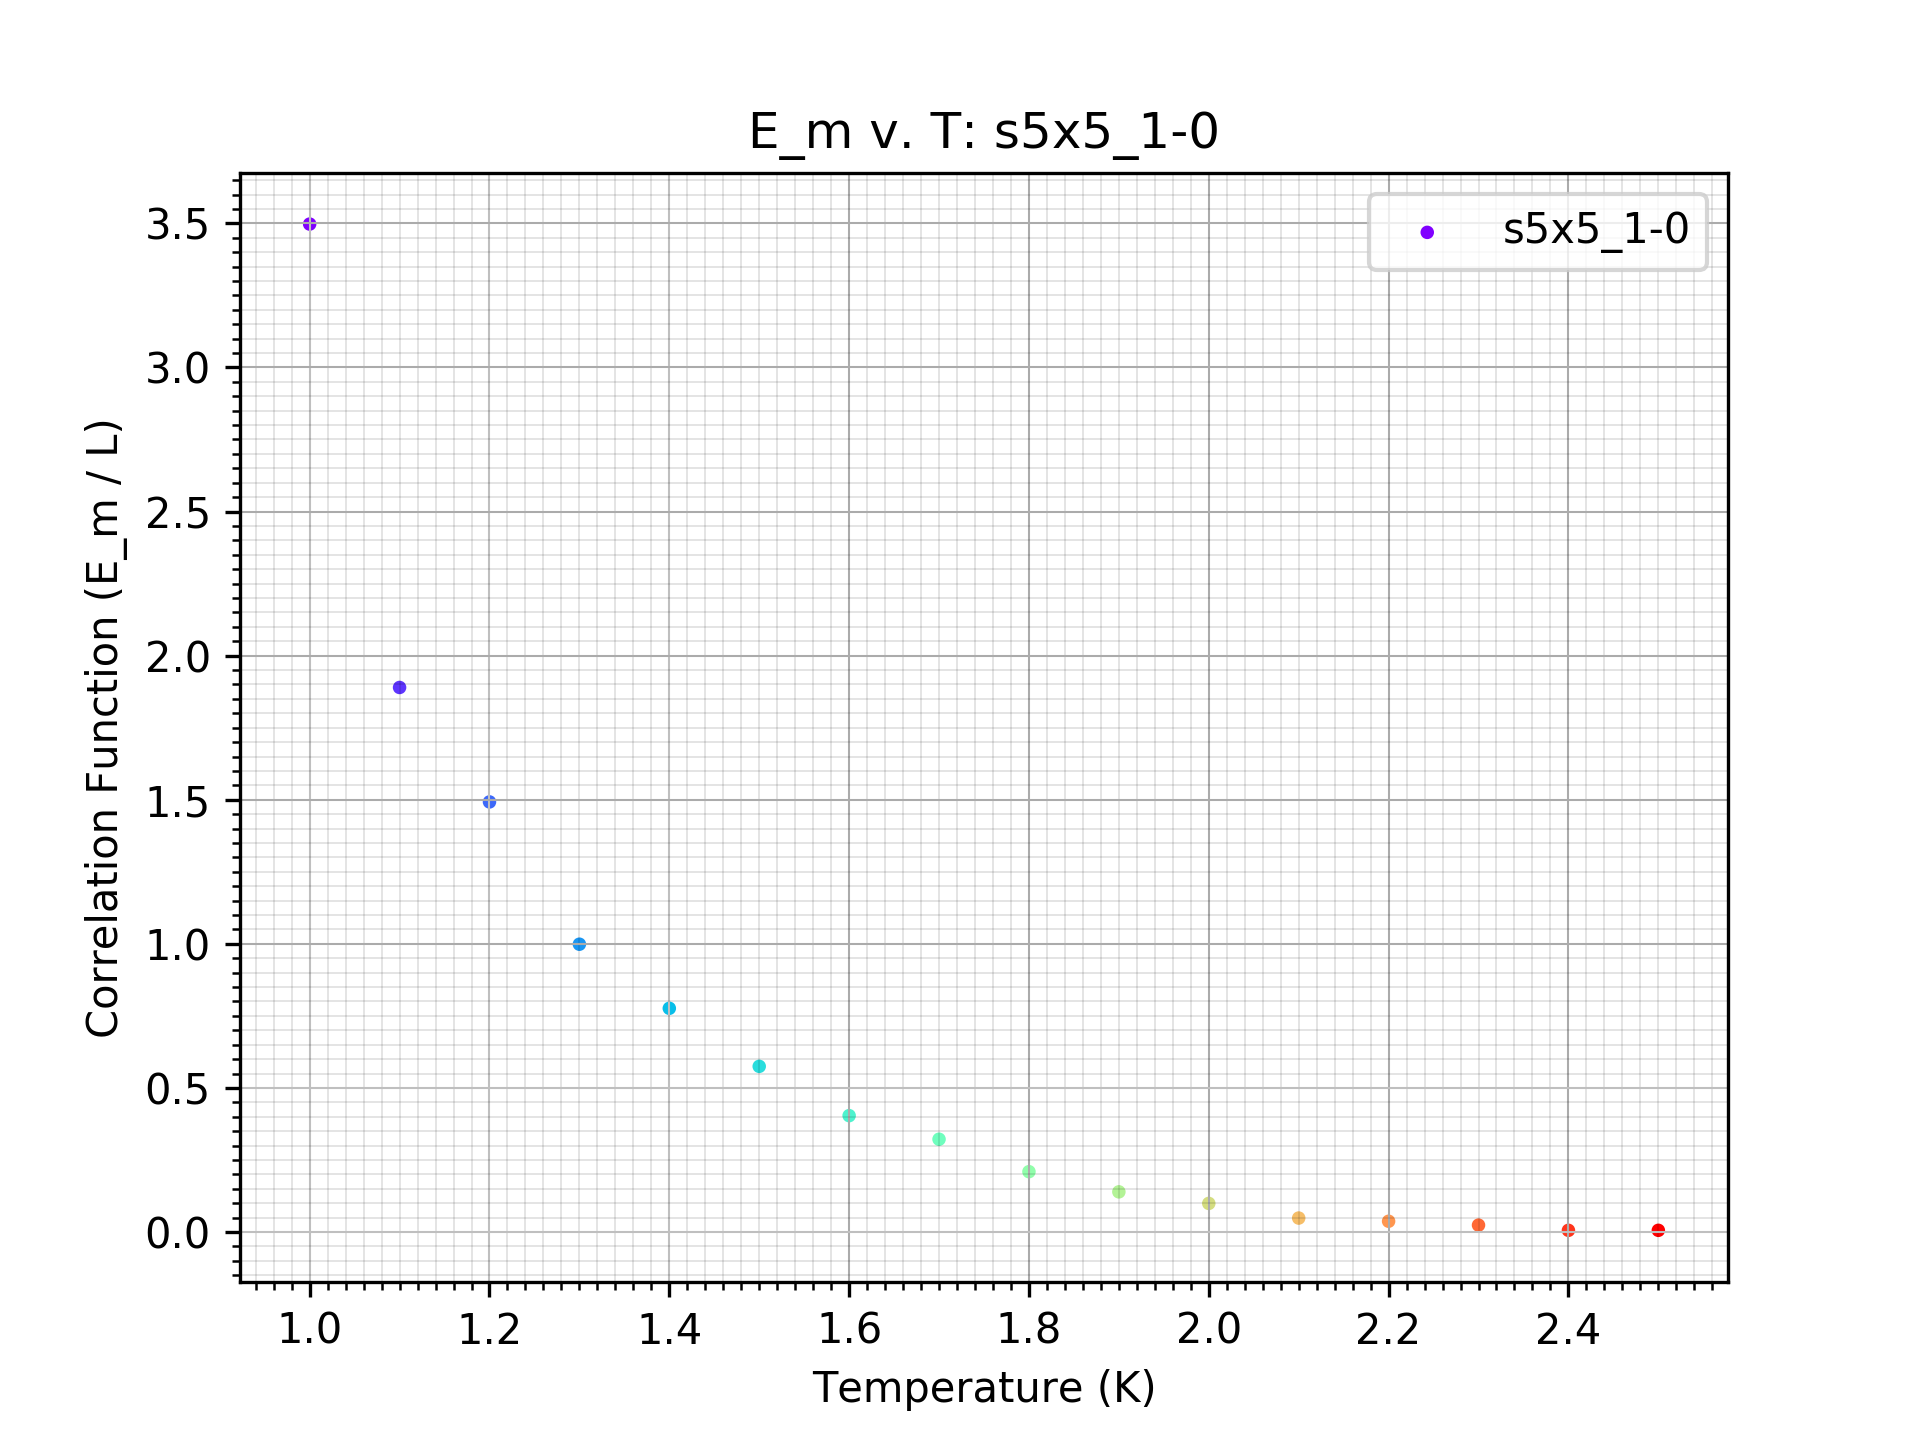 E_m v. T: s5x5_1-0
s5x5_1-0
Correlation Function (E_m / L)
3.5
3.0
2.5
2.0
1.5
1.0
0.5
0.0
1.0 1.2 1.4 1.6 1.8 2.0 2.2 2.4
Temperature (K)